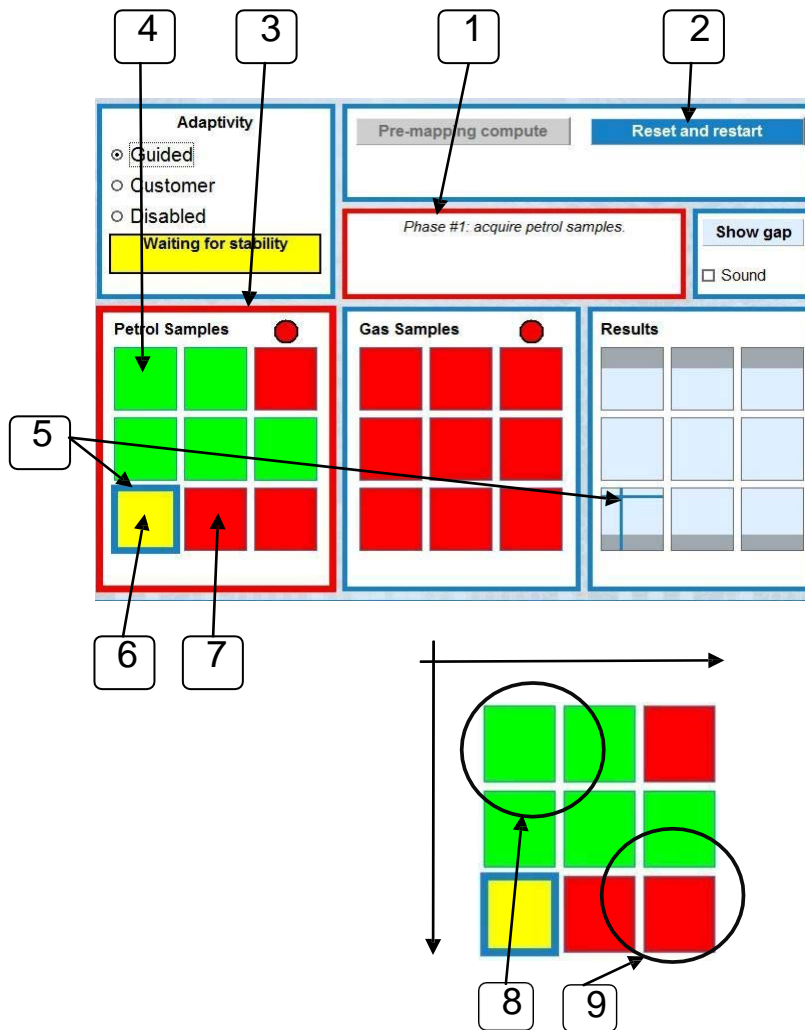 4
3
1
2
Adaptivity
Guided
Customer
Disabled
Waiting for stability
Pre-mapping compute
Reset and restart
Phase #1: acquire petrol samples.
Show gap
Sound
Petrol Samples
Gas Samples
Results
5
6
7
8
9